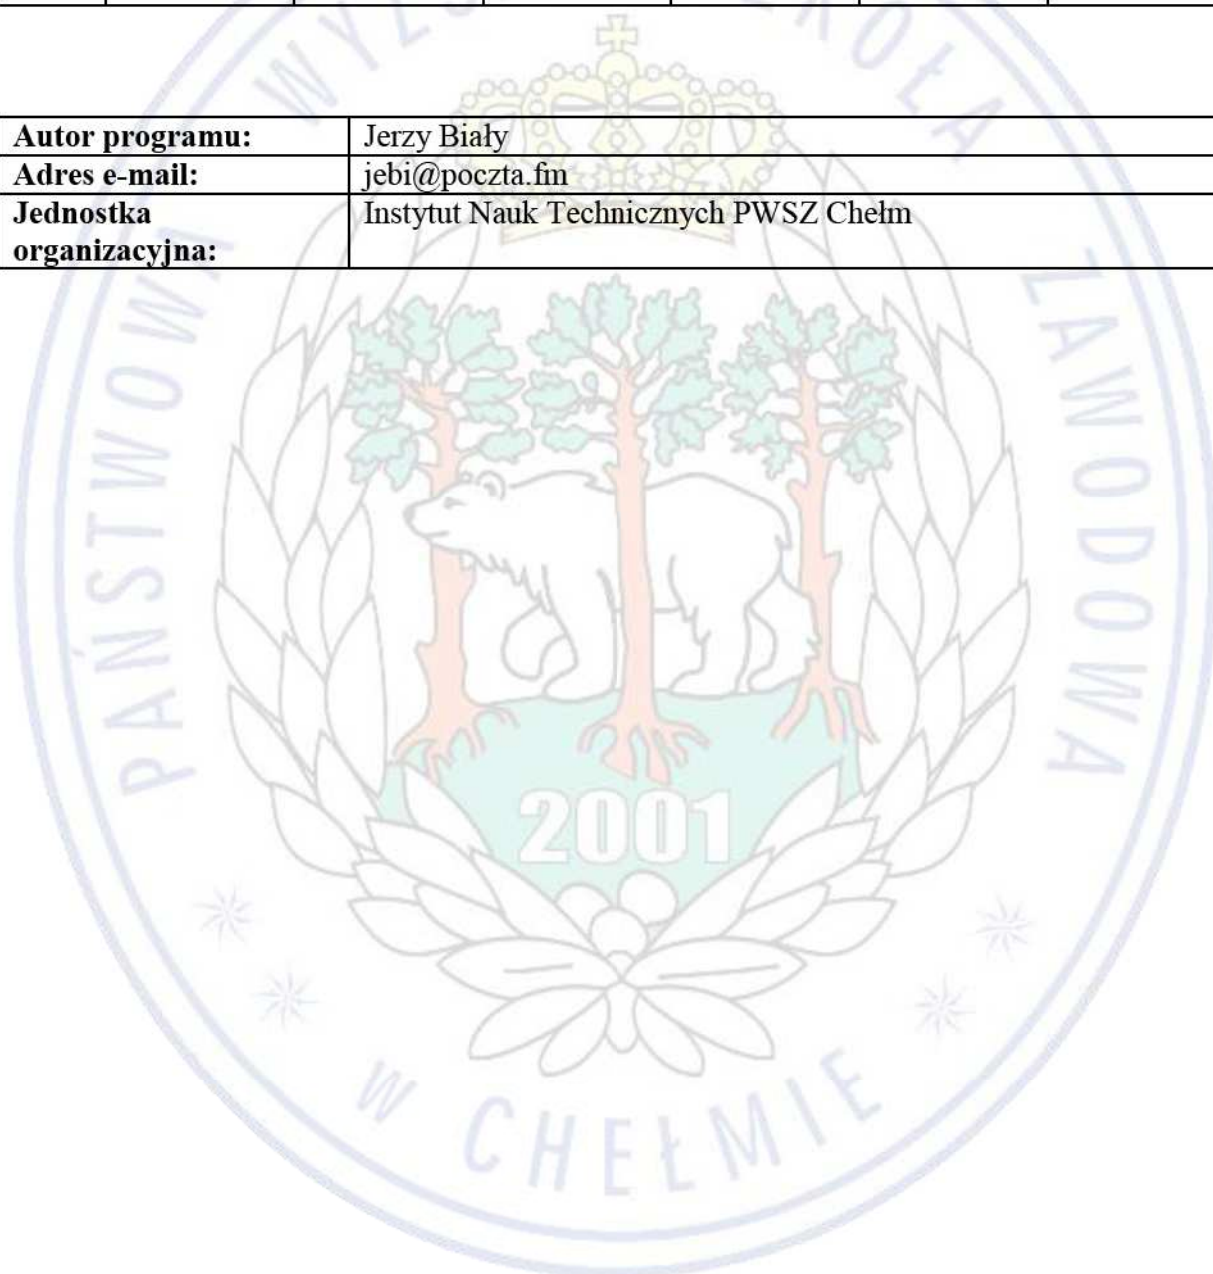 Autor programu: Jerzy Biały
Adres e-mail: jebi@poczta.fm
Jednostka organizacyjna: Instytut Nauk Technicznych PWSZ Chełm
PAŃSTWOWA WYŻSZA SZKOŁA ZAWODOWA
2001
W CHEŁMIE